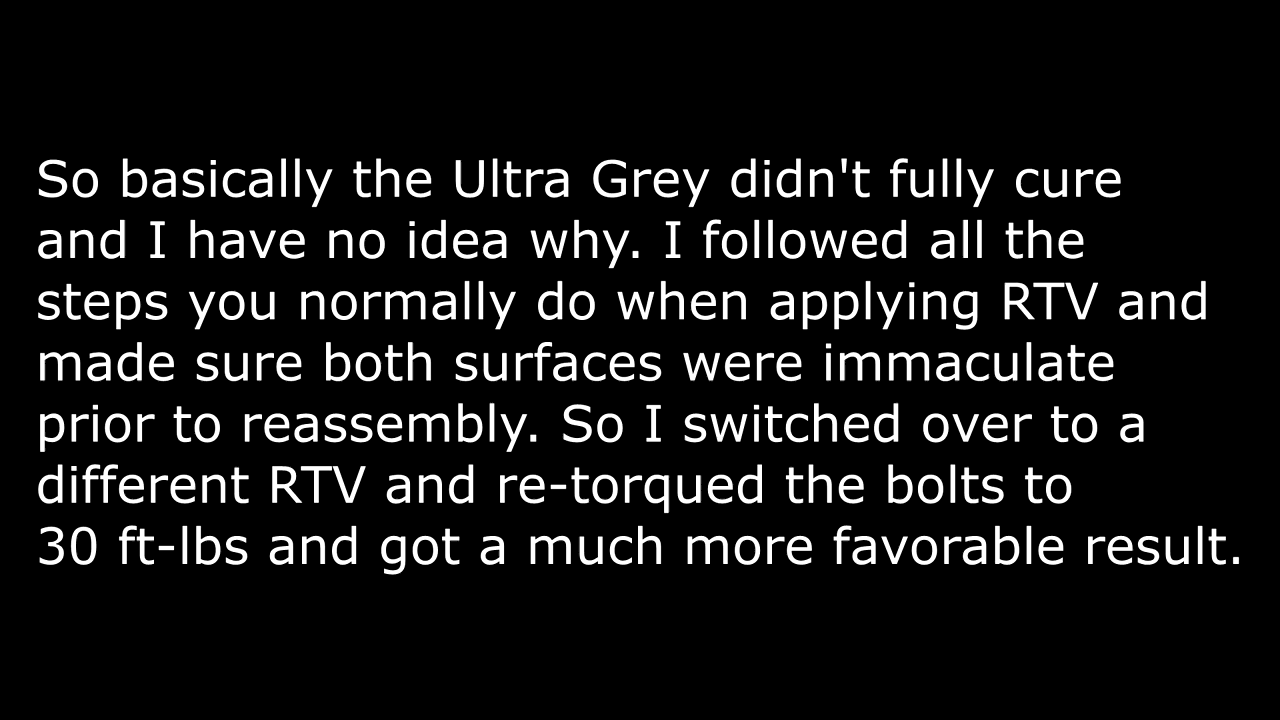 So basically the Ultra Grey didn't fully cure
and I have no idea why. I followed all the
steps you normally do when applying RTV and
made sure both surfaces were immaculate
prior to reassembly. So I switched over to a
different RTV and re-torqued the bolts to
30 ft-lbs and got a much more favorable result.